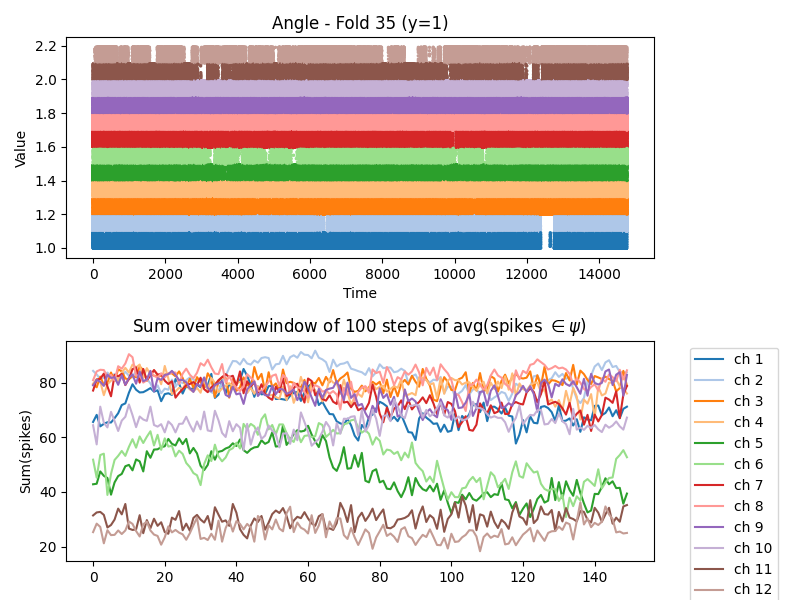 Angle - Fold 35 (y=1)
Value
2.2
2.0
1.8
1.6
1.4
1.2
1.0
0 2000 4000 6000 8000 10000 12000 14000
Time
Sum over timewindow of 100 steps of avg(spikes ∈ ψ)
Sum(spikes)
80
60
40
20
0 20 40 60 80 100 120 140
ch 1
ch 2
ch 3
ch 4
ch 5
ch 6
ch 7
ch 8
ch 9
ch 10
ch 11
ch 12